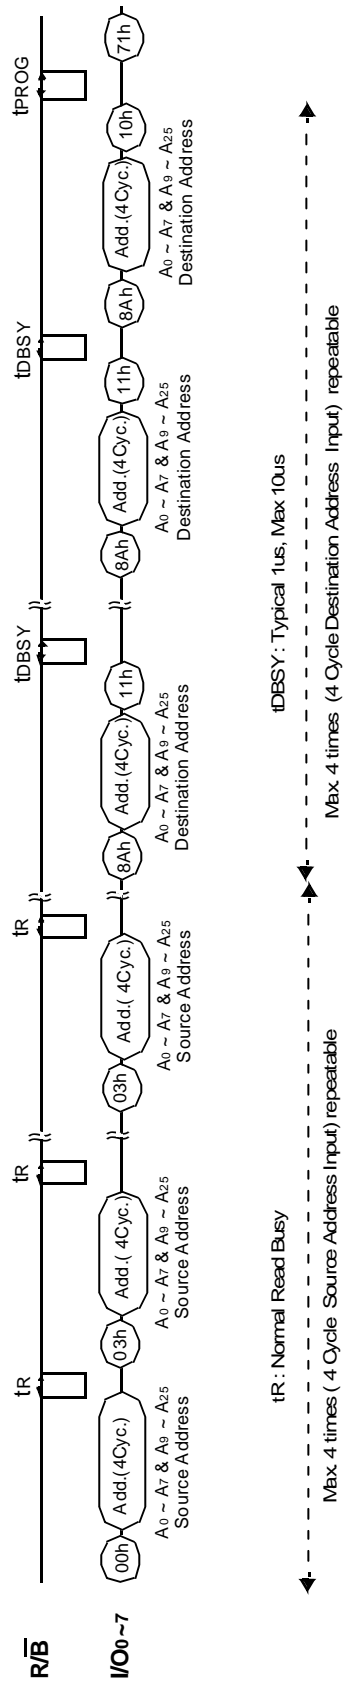 tR tR tR tDBSY tDBSY tPROG
R/B
I/O0~7 00h Add.(4Cyc.) 03h Add.( 4Cyc.) 03h Add.( 4Cyc.) 8Ah Add.(4Cyc.) 11h 8Ah Add.(4Cyc.) 11h 8Ah Add.(4Cyc.) 10h 71h
A0 ~ A7 & A9 ~ A25
Source Address
A0 ~ A7 & A9 ~ A25
Source Address
A0 ~ A7 & A9 ~ A25
Source Address
A0 ~ A7 & A9 ~ A25
Destination Address
A0 ~ A7 & A9 ~ A25
Destination Address
A0 ~ A7 & A9 ~ A25
Destination Address
tR : Normal Read Busy
tDBSY : Typical 1us, Max 10us
Max. 4 times ( 4 Cycle Source Address Input) repeatable
Max. 4 times (4 Cycle Destination Address Input) repeatable